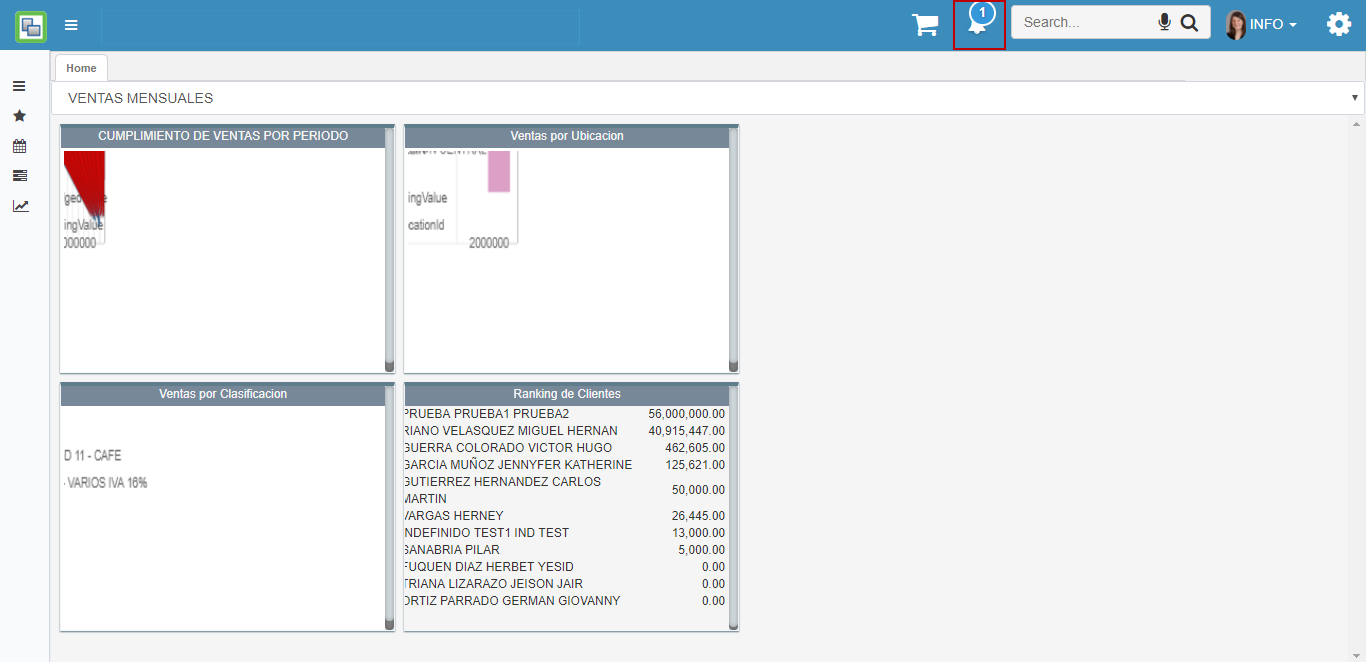 1
Search...
INFO
Home
VENTAS MENSUALES
CUMPLIMIENTO DE VENTAS POR PERIODO
ingValue
000000
Ventas por Ubicacion
ON CENTRAL
ingValue
cationId
2000000
Ventas por Clasificacion
D 11 - CAFE
- VARIOS IVA 16%
Ranking de Clientes
PRUEBA PRUEBA1 PRUEBA2 56,000,000.00
RIANO VELASQUEZ MIGUEL HERNAN 40,915,447.00
GUERRA COLORADO VICTOR HUGO 462,605.00
GARCIA MUÑOZ JENNYFER KATHERINE 125,621.00
GUTIERREZ HERNANDEZ CARLOS
MARTIN 50,000.00
VARGAS HERNEY 26,445.00
INDEFINIDO TEST1 IND TEST 13,000.00
SANABRIA PILAR 5,000.00
FUQUEN DIAZ HERBET YESID 0.00
TRIANA LIZARAZO JEISON JAIR 0.00
ORTIZ PARRADO GERMAN GIOVANNY 0.00